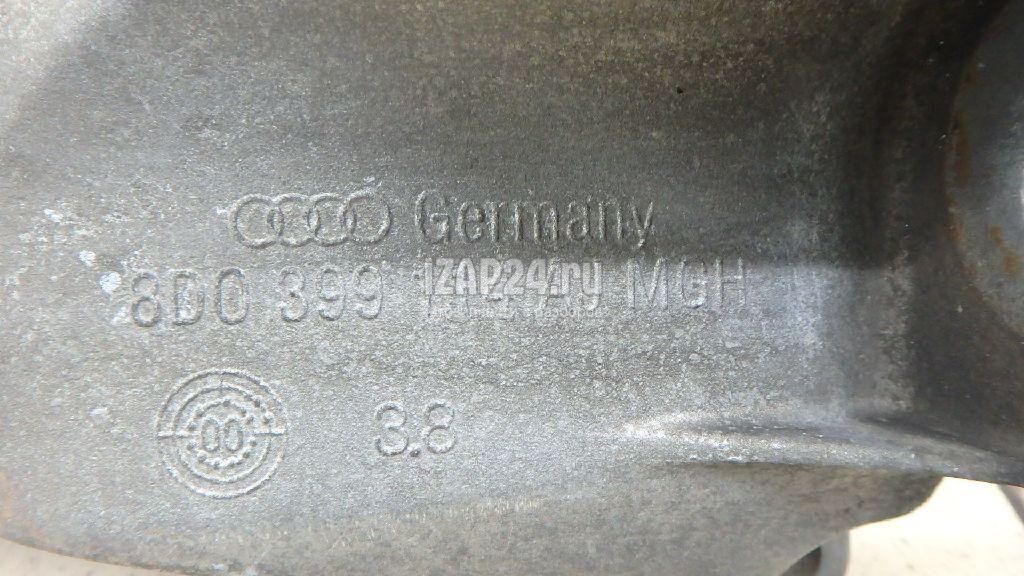 Germany
8D0 399
MGH
IZAP24.ru
00
3.8